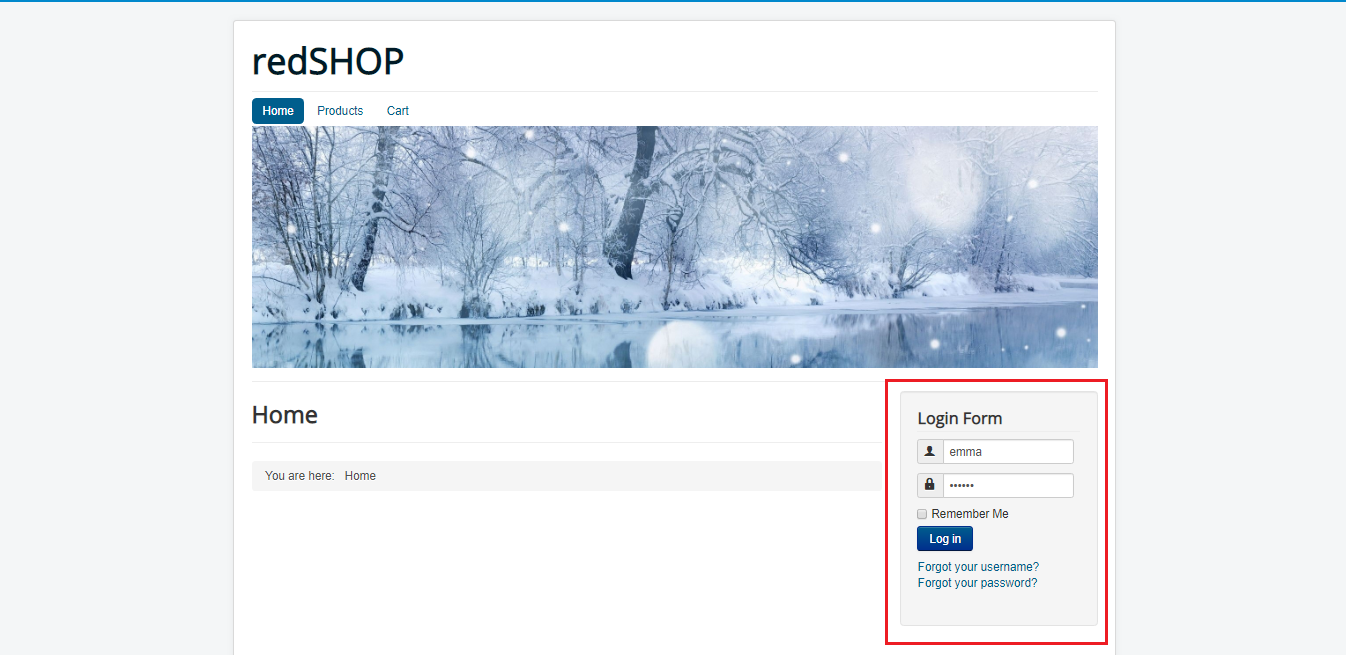 redSHOP
Home Products Cart
Home
You are here: Home
Login Form
emma
••••••
Remember Me
Log in
Forgot your username?
Forgot your password?